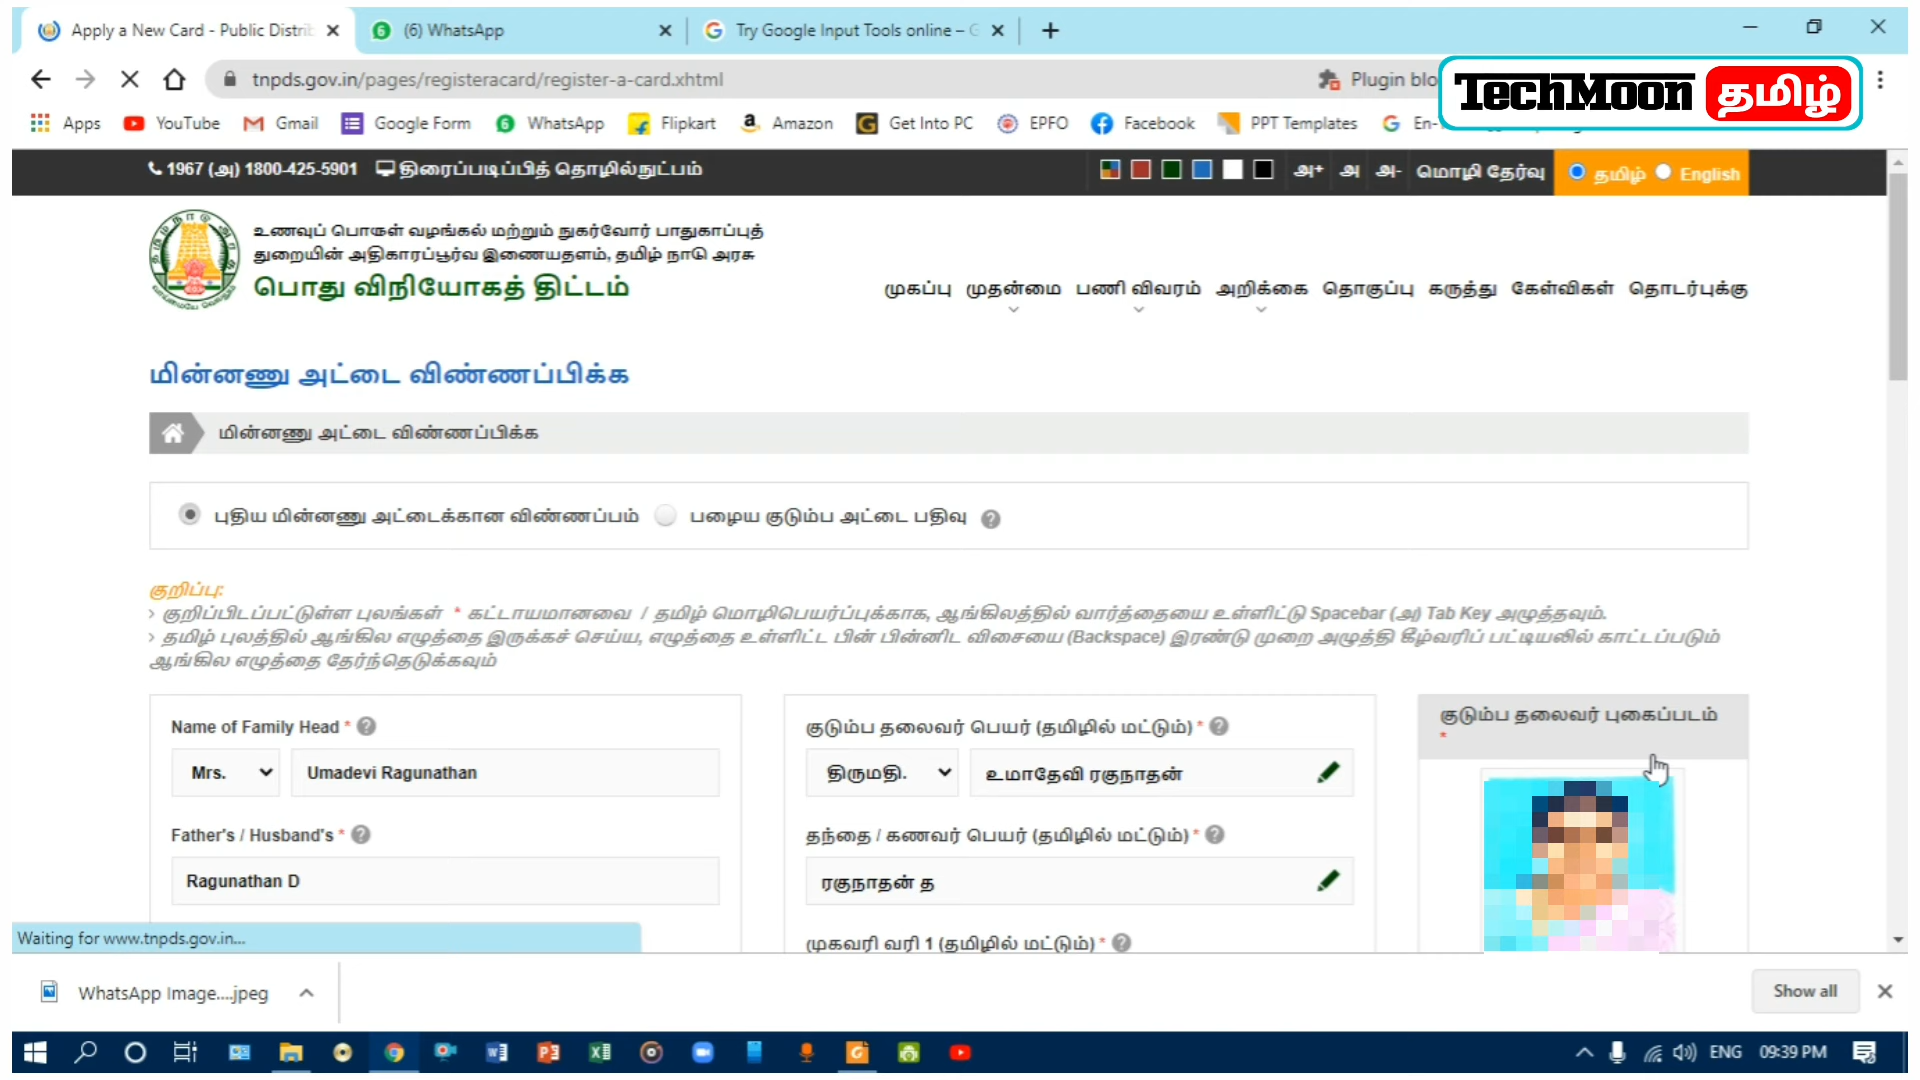 Apply a New Card - Public Distrib
(6) WhatsApp
Try Google Input Tools online – G
tnpds.gov.in/pages/registeracard/register-a-card.xhtml
Plugin blo
TechMoon தமிழ்
Apps YouTube Gmail Google Form WhatsApp Flipkart Amazon Get Into PC EPFO Facebook PPT Templates En-
1967 (அ) 1800-425-5901 திரைப்படிப்பித் தொழில்நுட்பம்
அ+ அ அ- மொழி தேர்வு தமிழ் English
உணவுப் பொருள் வழங்கல் மற்றும் நுகர்வோர் பாதுகாப்புத்
துறையின் அதிகாரப்பூர்வ இணையதளம், தமிழ் நாடு அரசு
பொது விநியோகத் திட்டம்
முகப்பு முதன்மை பணி விவரம் அறிக்கை தொகுப்பு கருத்து கேள்விகள் தொடர்புக்கு
மின்னணு அட்டை விண்ணப்பிக்க
மின்னணு அட்டை விண்ணப்பிக்க
புதிய மின்னணு அட்டைக்கான விண்ணப்பம் பழைய குடும்ப அட்டை பதிவு
குறிப்பு:
› குறிப்பிடப்பட்டுள்ள புலங்கள் * கட்டாயமானவை / தமிழ் மொழிபெயர்ப்புக்காக, ஆங்கிலத்தில் வார்த்தையை உள்ளிட்டு Spacebar (அ) Tab Key அழுத்தவும்.
› தமிழ் புலத்தில் ஆங்கில எழுத்தை இருக்கச் செய்ய, எழுத்தை உள்ளிட்ட பின் பின்னிட விசையை (Backspace) இரண்டு முறை அழுத்தி கீழ்வரிப் பட்டியலில் காட்டப்படும்
ஆங்கில எழுத்தை தேர்ந்தெடுக்கவும்
Name of Family Head *
Mrs. Umadevi Ragunathan
Father's / Husband's *
Ragunathan D
குடும்ப தலைவர் பெயர் (தமிழில் மட்டும்) *
திருமதி. உமாதேவி ரகுநாதன்
தந்தை / கணவர் பெயர் (தமிழில் மட்டும்) *
ரகுநாதன் த
முகவரி வரி 1 (தமிழில் மட்டும்) *
குடும்ப தலைவர் புகைப்படம்
*
Waiting for www.tnpds.gov.in...
WhatsApp Image....jpeg
Show all
ENG 09:39 PM